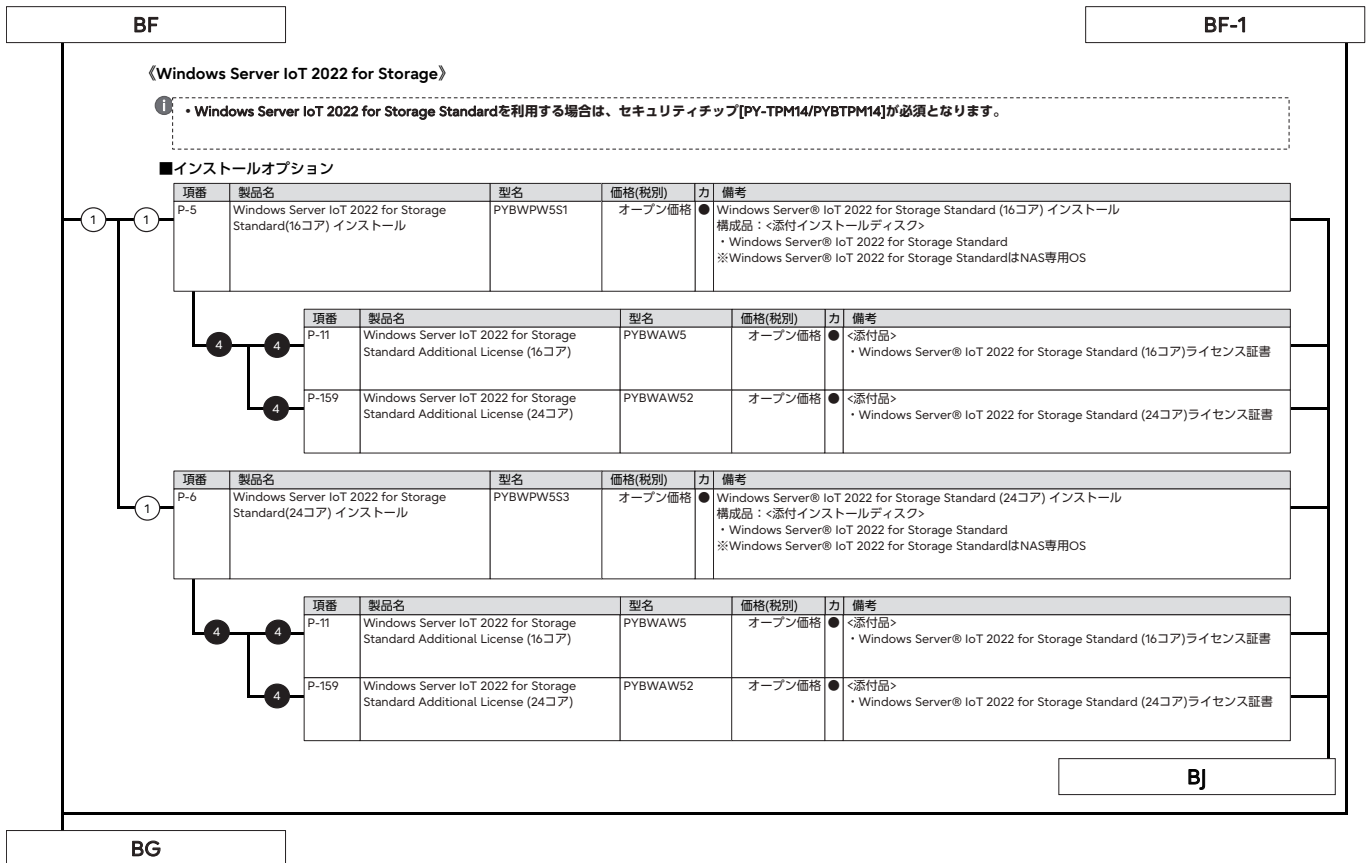 BF
BF-1
《Windows Server IoT 2022 for Storage》
i
・Windows Server IoT 2022 for Storage Standardを利用する場合は、セキュリティチップ[PY-TPM14/PYBTPM14]が必須となります。
■インストールオプション
項番 製品名 型名 価格(税別) カ 備考
1 1 P-5 Windows Server IoT 2022 for Storage PYBWPW5S1 オープン価格 ● Windows Server® IoT 2022 for Storage Standard (16コア) インストール
Standard(16コア) インストール 構成品：<添付インストールディスク>
・Windows Server® IoT 2022 for Storage Standard
※Windows Server® IoT 2022 for Storage StandardはNAS専用OS
項番 製品名 型名 価格(税別) カ 備考
4 4 P-11 Windows Server IoT 2022 for Storage PYBWAW5 オープン価格 ● <添付品>
Standard Additional License (16コア) ・Windows Server® IoT 2022 for Storage Standard (16コア)ライセンス証書
4 P-159 Windows Server IoT 2022 for Storage PYBWAW52 オープン価格 ● <添付品>
Standard Additional License (24コア) ・Windows Server® IoT 2022 for Storage Standard (24コア)ライセンス証書
項番 製品名 型名 価格(税別) カ 備考
1 P-6 Windows Server IoT 2022 for Storage PYBWPW5S3 オープン価格 ● Windows Server® IoT 2022 for Storage Standard (24コア) インストール
Standard(24コア) インストール 構成品：<添付インストールディスク>
・Windows Server® IoT 2022 for Storage Standard
※Windows Server® IoT 2022 for Storage StandardはNAS専用OS
項番 製品名 型名 価格(税別) カ 備考
4 4 P-11 Windows Server IoT 2022 for Storage PYBWAW5 オープン価格 ● <添付品>
Standard Additional License (16コア) ・Windows Server® IoT 2022 for Storage Standard (16コア)ライセンス証書
4 P-159 Windows Server IoT 2022 for Storage PYBWAW52 オープン価格 ● <添付品>
Standard Additional License (24コア) ・Windows Server® IoT 2022 for Storage Standard (24コア)ライセンス証書
BJ
BG